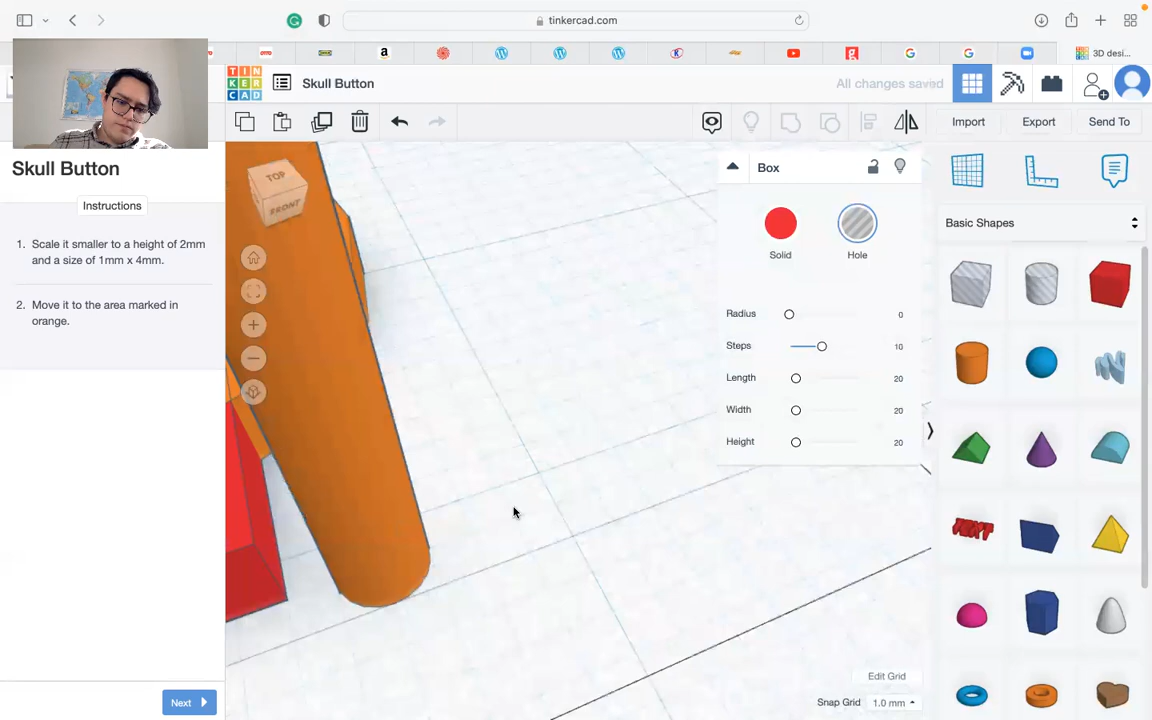 tinkercad.com
3D desi...
TIN
KER
CAD
Skull Button
All changes saved
Import
Export
Send To
Skull Button
Instructions
1. Scale it smaller to a height of 2mm
and a size of 1mm x 4mm.
2. Move it to the area marked in
orange.
Next
TOP
FRONT
Box
Solid
Hole
Radius 0
Steps 10
Length 20
Width 20
Height 20
Basic Shapes
TEXT
Edit Grid
Snap Grid 1.0 mm